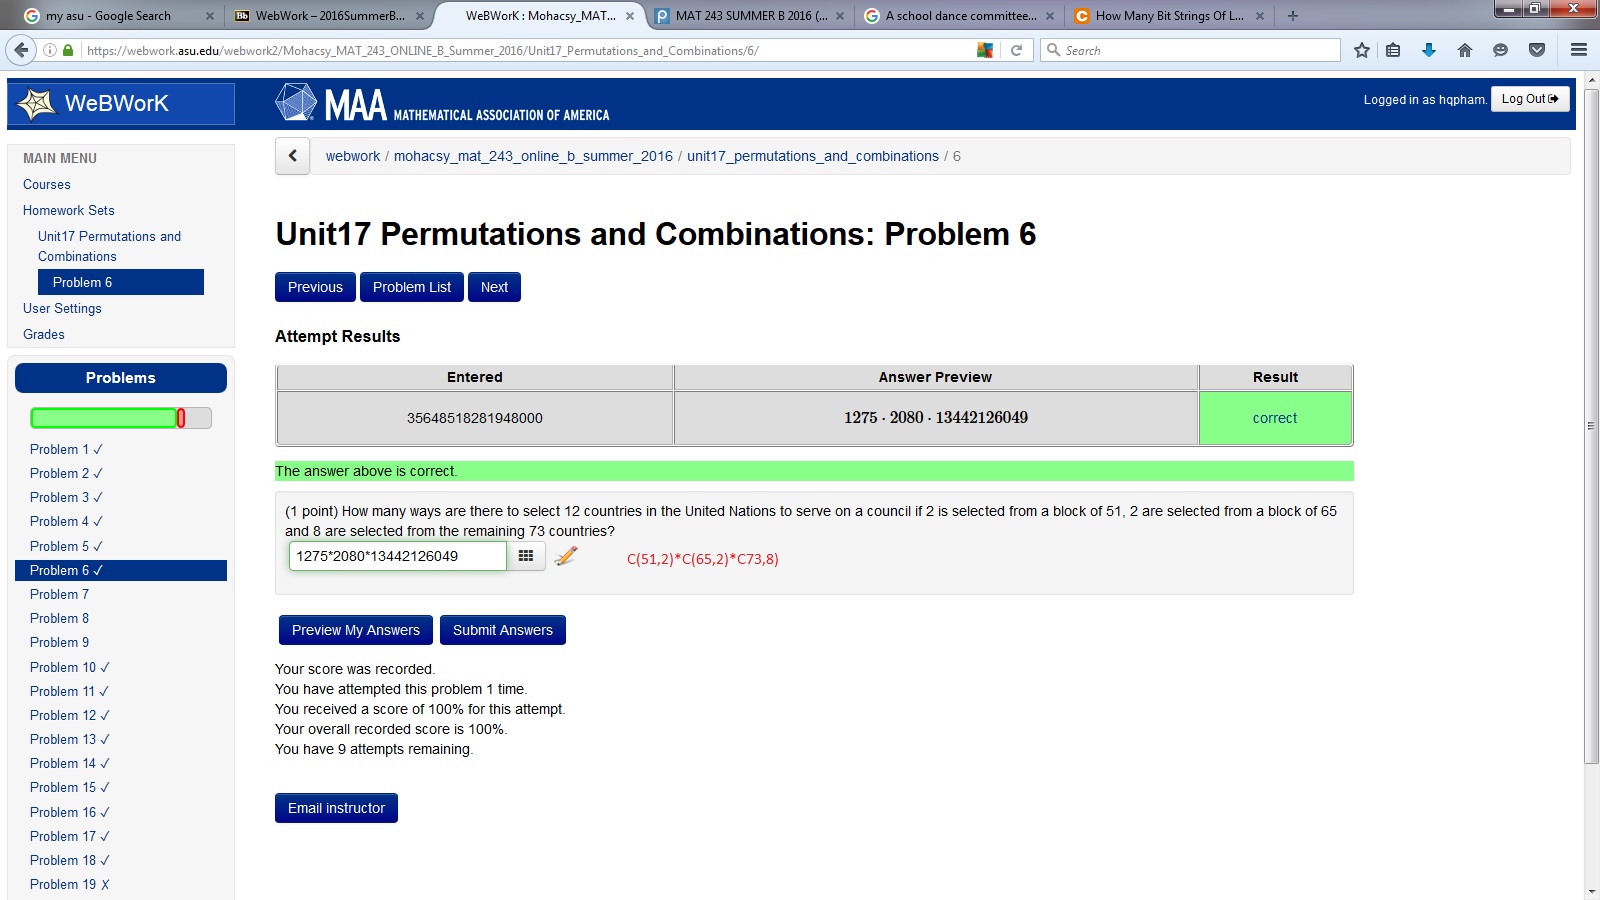 my asu - Google Search
WebWork – 2016SummerB...
WeBWorK : Mohacsy_MAT...
MAT 243 SUMMER B 2016 (...
A school dance committee...
How Many Bit Strings Of L...
https://webwork.asu.edu/webwork2/Mohacsy_MAT_243_ONLINE_B_Summer_2016/Unit17_Permutations_and_Combinations/6/
Search
WeBWorK
MAA MATHEMATICAL ASSOCIATION OF AMERICA
Logged in as hqpham. Log Out
MAIN MENU
Courses
Homework Sets
Unit17 Permutations and
Combinations
Problem 6
User Settings
Grades
Problems
Problem 1 ✓
Problem 2 ✓
Problem 3 ✓
Problem 4 ✓
Problem 5 ✓
Problem 6 ✓
Problem 7
Problem 8
Problem 9
Problem 10 ✓
Problem 11 ✓
Problem 12 ✓
Problem 13 ✓
Problem 14 ✓
Problem 15 ✓
Problem 16 ✓
Problem 17 ✓
Problem 18 ✓
Problem 19 ✗
webwork / mohacsy_mat_243_online_b_summer_2016 / unit17_permutations_and_combinations / 6
Unit17 Permutations and Combinations: Problem 6
Previous Problem List Next
Attempt Results
Entered Answer Preview Result
35648518281948000 1275 · 2080 · 13442126049 correct
The answer above is correct.
(1 point) How many ways are there to select 12 countries in the United Nations to serve on a council if 2 is selected from a block of 51, 2 are selected from a block of 65
and 8 are selected from the remaining 73 countries?
1275*2080*13442126049 C(51,2)*C(65,2)*C73,8)
Preview My Answers Submit Answers
Your score was recorded.
You have attempted this problem 1 time.
You received a score of 100% for this attempt.
Your overall recorded score is 100%.
You have 9 attempts remaining.
Email instructor